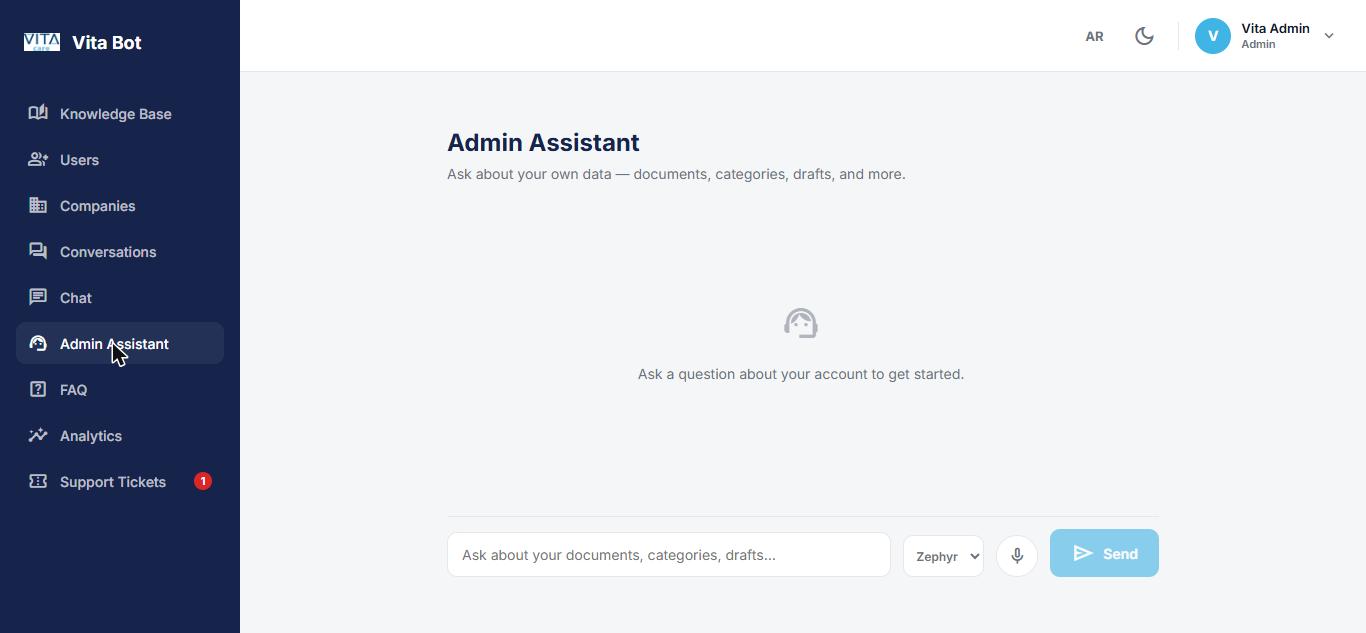 VITA
care
Vita Bot
AR
V
Vita Admin
Admin
Knowledge Base
Users
Companies
Conversations
Chat
Admin Assistant
FAQ
Analytics
Support Tickets
1
Admin Assistant
Ask about your own data — documents, categories, drafts, and more.
Ask a question about your account to get started.
Ask about your documents, categories, drafts...
Zephyr
Send